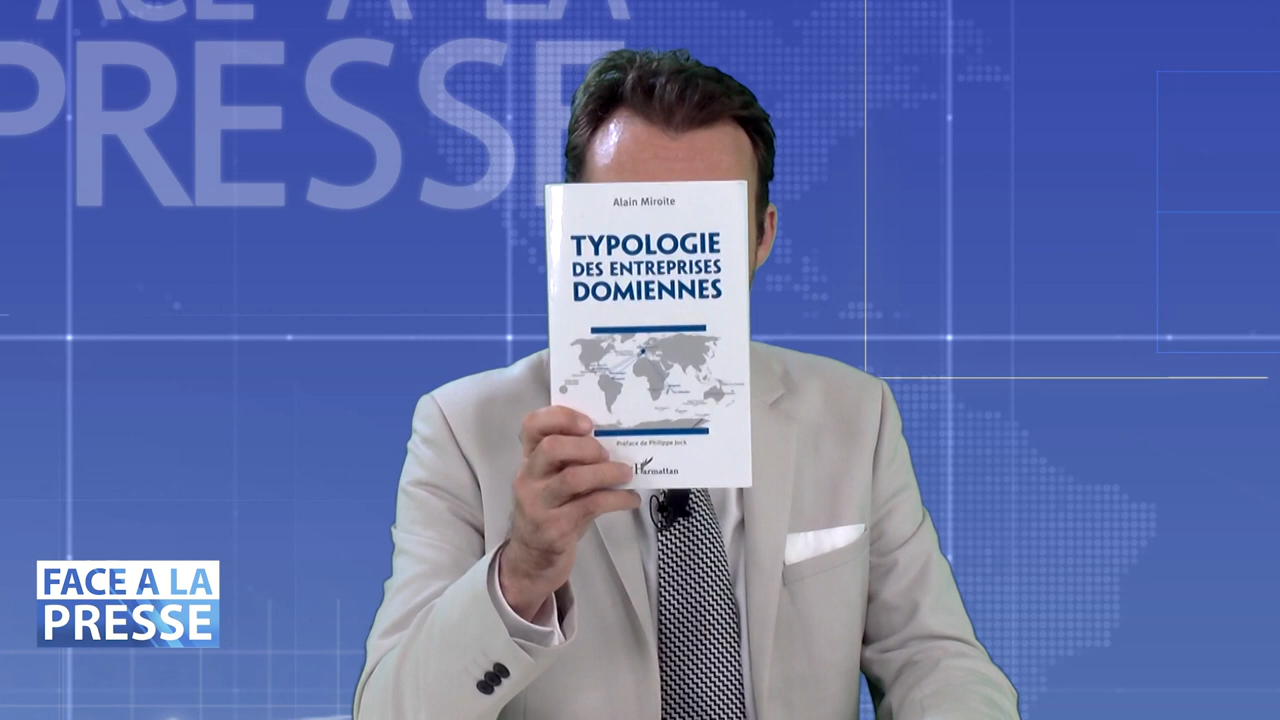 FACE A LA
PRESSE
Alain Miroite
TYPOLOGIE
DES ENTREPRISES
DOMIENNES
Préface de Philippe Jock
Harmattan
FACE A LA
PRESSE